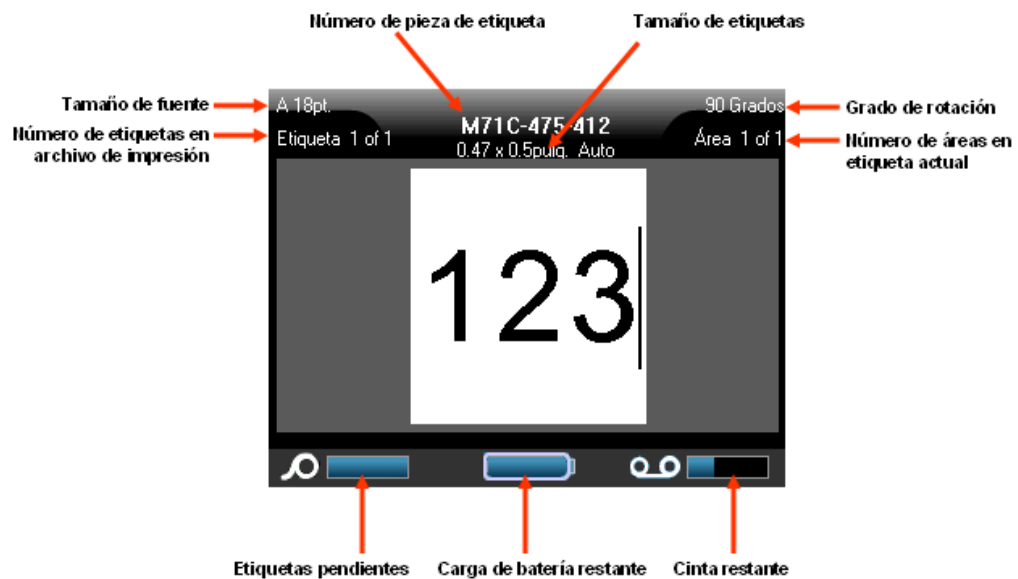 Número de pieza de etiqueta
Tamaño de etiquetas
Tamaño de fuente
A 18pt.
90 Grados
Grado de rotación
Número de etiquetas en
archivo de impresión
Etiqueta 1 of 1
M71C-475-412
0.47 x 0.5pulg. Auto
Área 1 of 1
Número de áreas en
etiqueta actual
123
Etiquetas pendientes
Carga de batería restante
Cinta restante